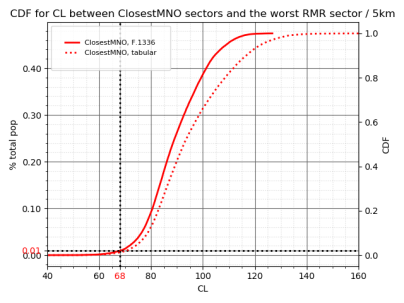 CDF for CL between ClosestMNO sectors and the worst RMR sector / 5km
ClosestMNO, F.1336
ClosestMNO, tabular
% total pop
0.40
0.30
0.20
0.10
0.01
0.00
1.0
0.8
0.6
0.4
0.2
0.0
CDF
40 60 68 80 100 120 140 160
CL